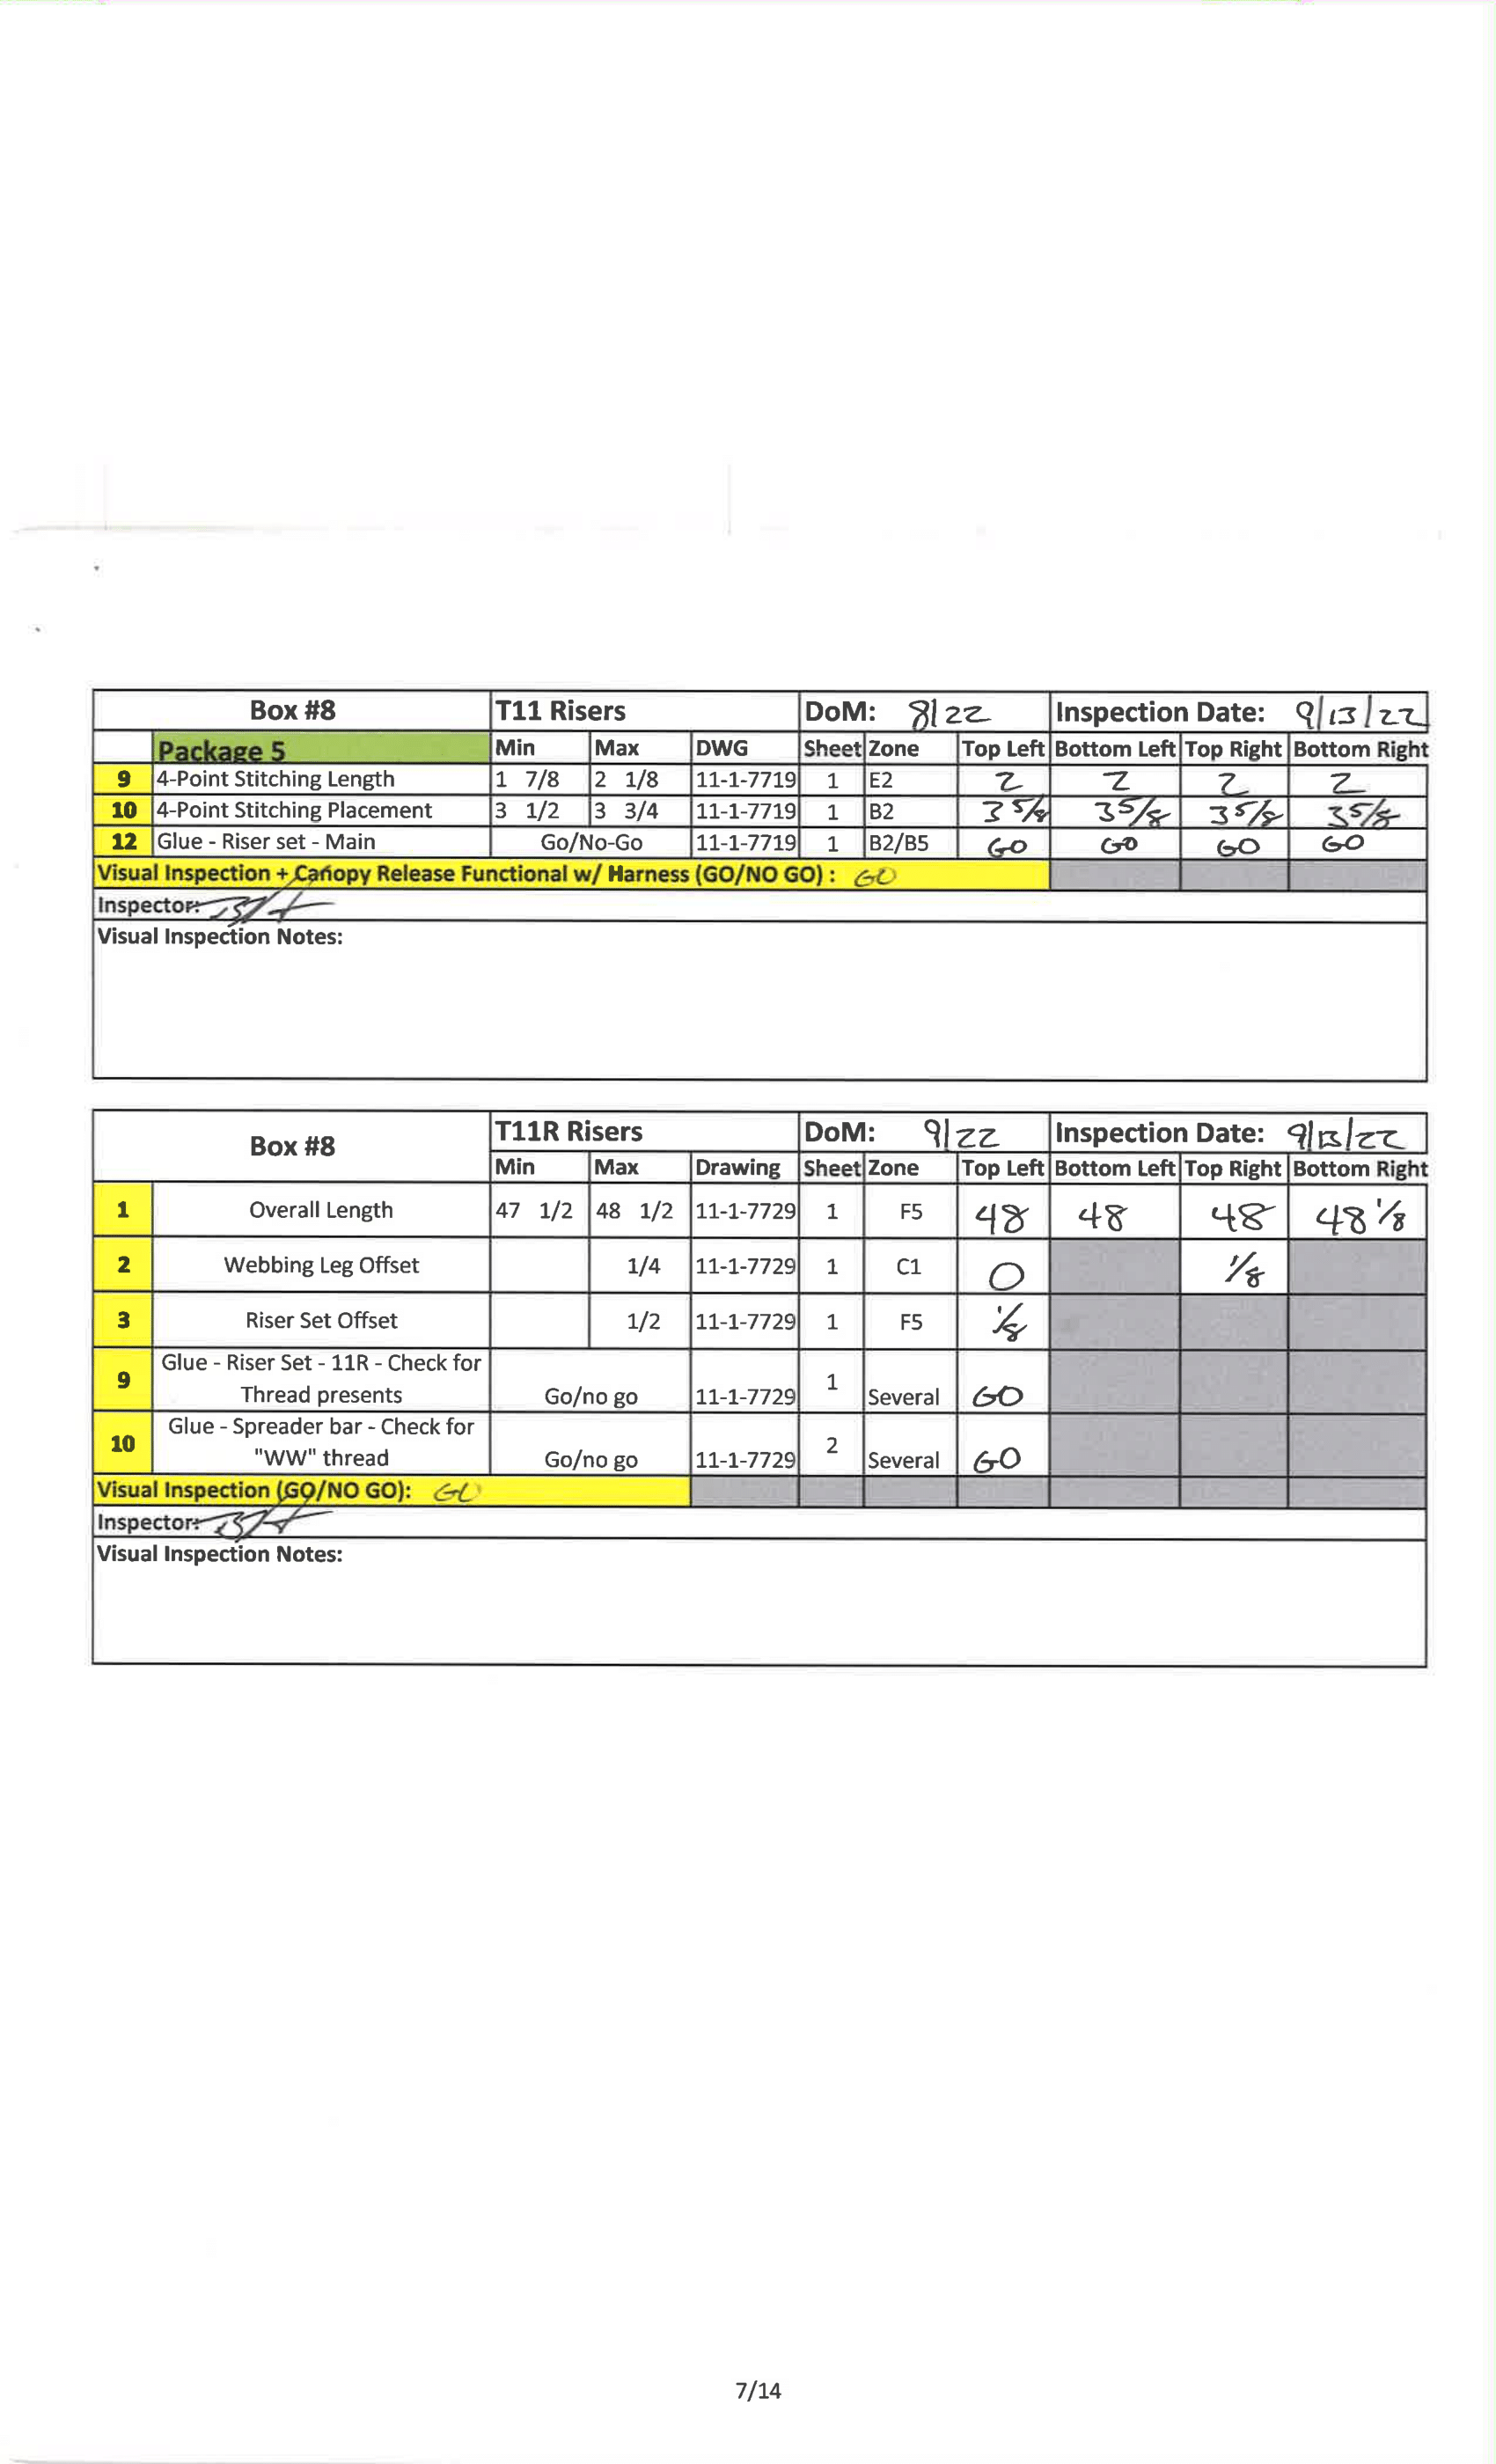 Box #8 T11 Risers DoM: 8/22 Inspection Date: 9/13/22
Package 5 Min Max DWG Sheet Zone Top Left Bottom Left Top Right Bottom Right
9 4-Point Stitching Length 1 7/8 2 1/8 11-1-7719 1 E2 2 2 2 2
10 4-Point Stitching Placement 3 1/2 3 3/4 11-1-7719 1 B2 3 5/8 3 5/8 3 5/8 3 5/8
12 Glue - Riser set - Main Go/No-Go 11-1-7719 1 B2/B5 GO GO GO GO
Visual Inspection + Canopy Release Functional w/ Harness (GO/NO GO) : GO
Inspector:
Visual Inspection Notes:
Box #8 T11R Risers DoM: 9/22 Inspection Date: 9/13/22
Min Max Drawing Sheet Zone Top Left Bottom Left Top Right Bottom Right
1 Overall Length 47 1/2 48 1/2 11-1-7729 1 F5 48 48 48 48 1/8
2 Webbing Leg Offset 1/4 11-1-7729 1 C1 0 1/8
3 Riser Set Offset 1/2 11-1-7729 1 F5 1/8
9 Glue - Riser Set - 11R - Check for
Thread presents Go/no go 11-1-7729 1 Several GO
10 Glue - Spreader bar - Check for
"WW" thread Go/no go 11-1-7729 2 Several GO
Visual Inspection (GO/NO GO): GO
Inspector:
Visual Inspection Notes:
7/14